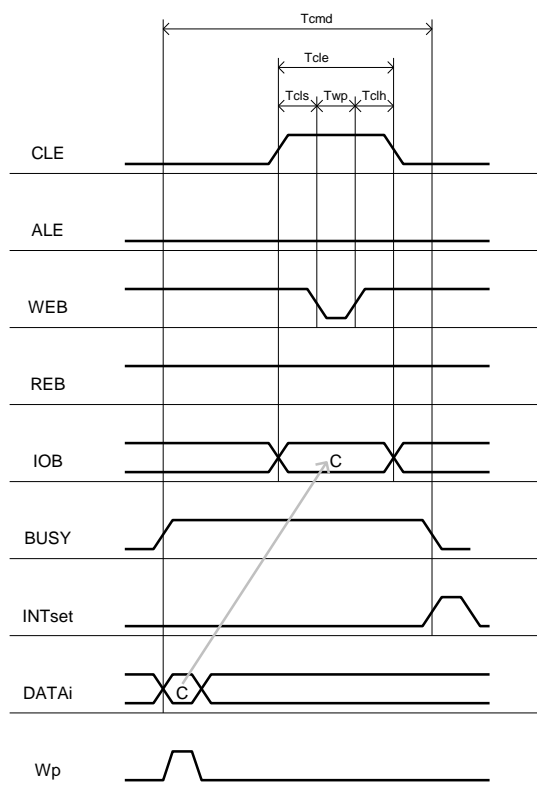 Tcmd
Tcle
Tcls Twp Tclh
CLE
ALE
WEB
REB
IOB C
BUSY
INTset
DATAi C
Wp